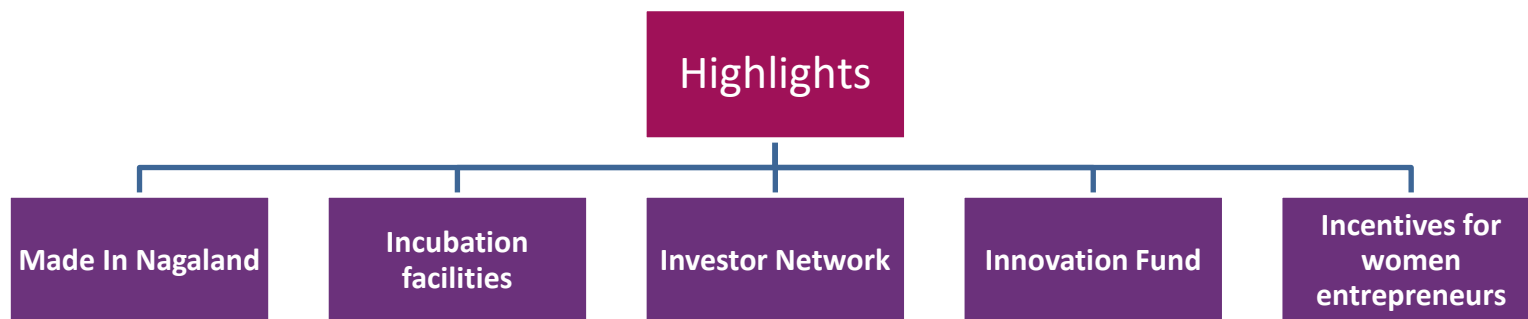 Highlights
Made In Nagaland
Incubation
facilities
Investor Network
Innovation Fund
Incentives for
women
entrepreneurs